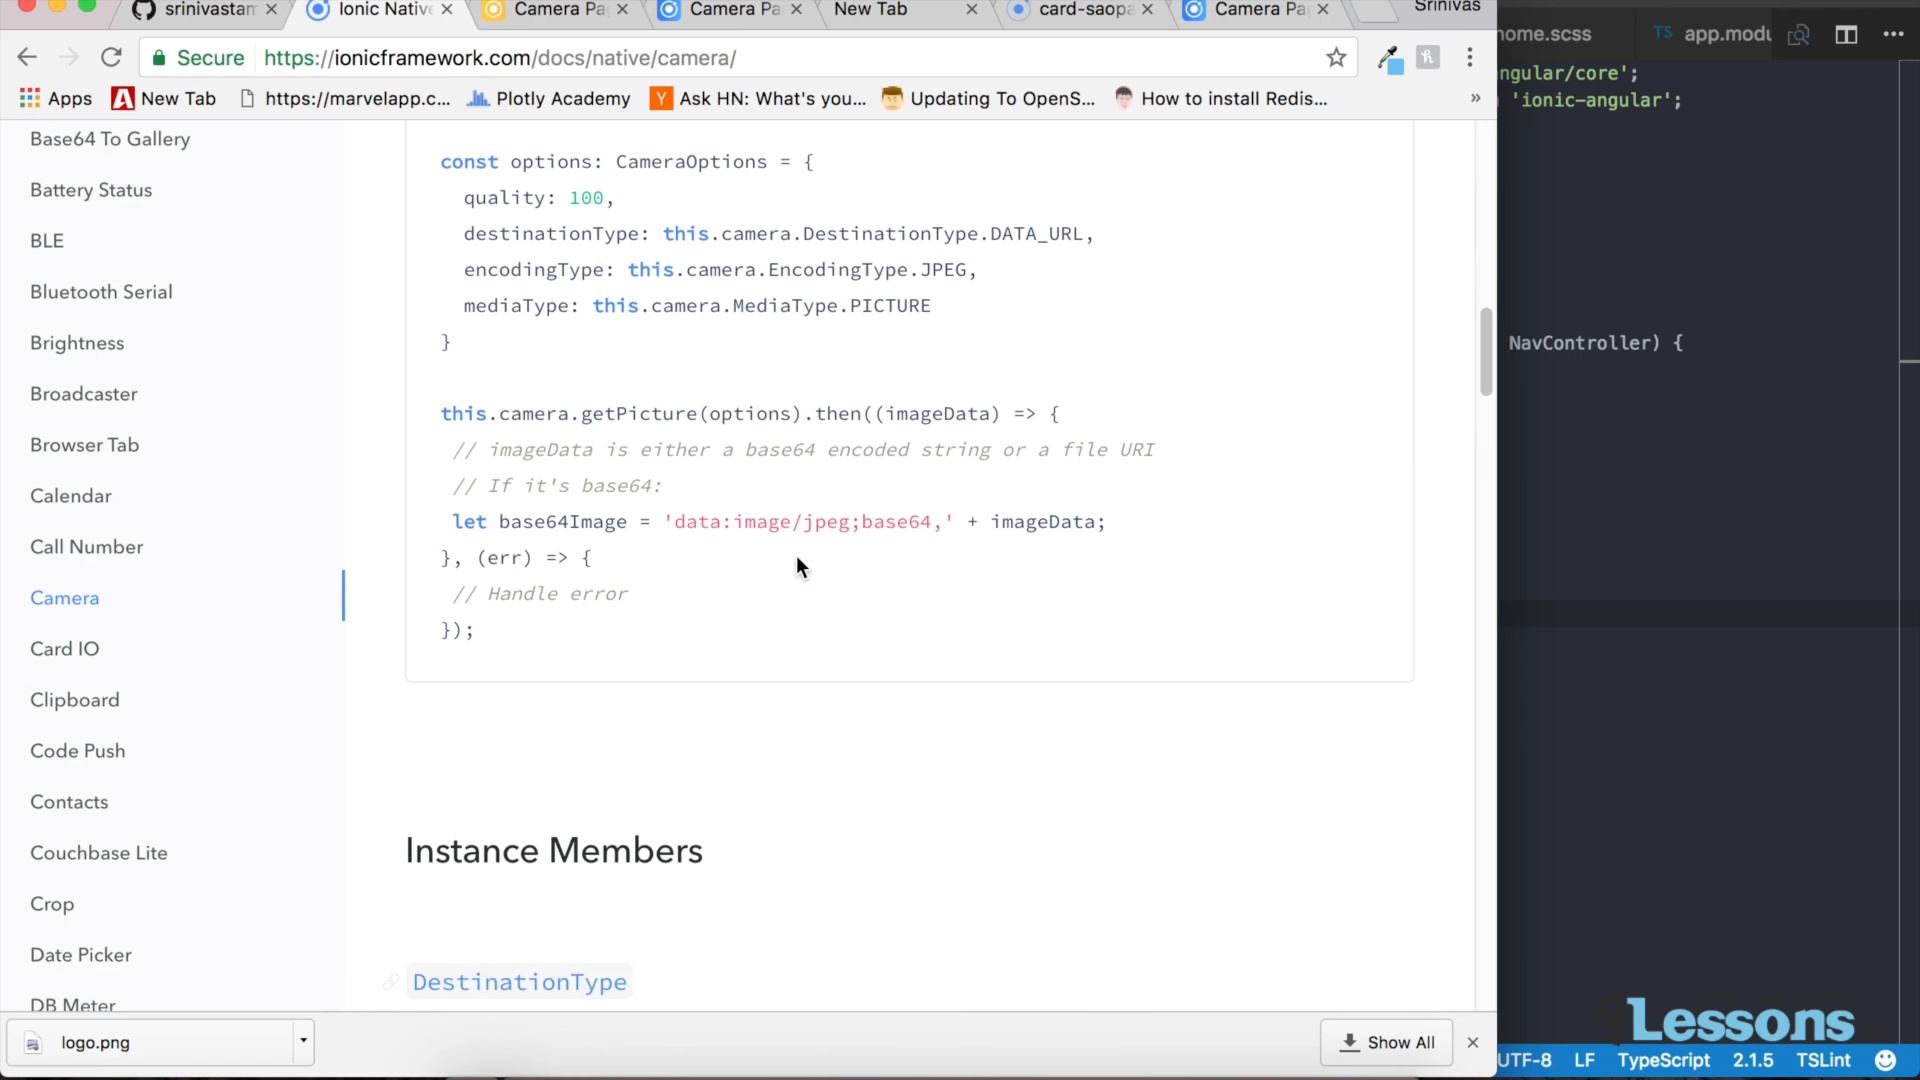 srinivastam
Ionic Native
Camera Pa
Camera Pa
New Tab
card-saopa
Camera Pa
Srinivas
Secure
https://ionicframework.com/docs/native/camera/
Apps
New Tab
https://marvelapp.c...
Plotly Academy
Ask HN: What's you...
Updating To OpenS...
How to install Redis...
»
Base64 To Gallery
Battery Status
BLE
Bluetooth Serial
Brightness
Broadcaster
Browser Tab
Calendar
Call Number
Camera
Card IO
Clipboard
Code Push
Contacts
Couchbase Lite
Crop
Date Picker
DB Meter
const options: CameraOptions = {
quality: 100,
destinationType: this.camera.DestinationType.DATA_URL,
encodingType: this.camera.EncodingType.JPEG,
mediaType: this.camera.MediaType.PICTURE
}
this.camera.getPicture(options).then((imageData) => {
// imageData is either a base64 encoded string or a file URI
// If it's base64:
let base64Image = 'data:image/jpeg;base64,' + imageData;
}, (err) => {
// Handle error
});
Instance Members
DestinationType
logo.png
Show All
home.scss
TS app.modu
ngular/core';
'ionic-angular';
NavController) {
Lessons
UTF-8 LF TypeScript 2.1.5 TSLint